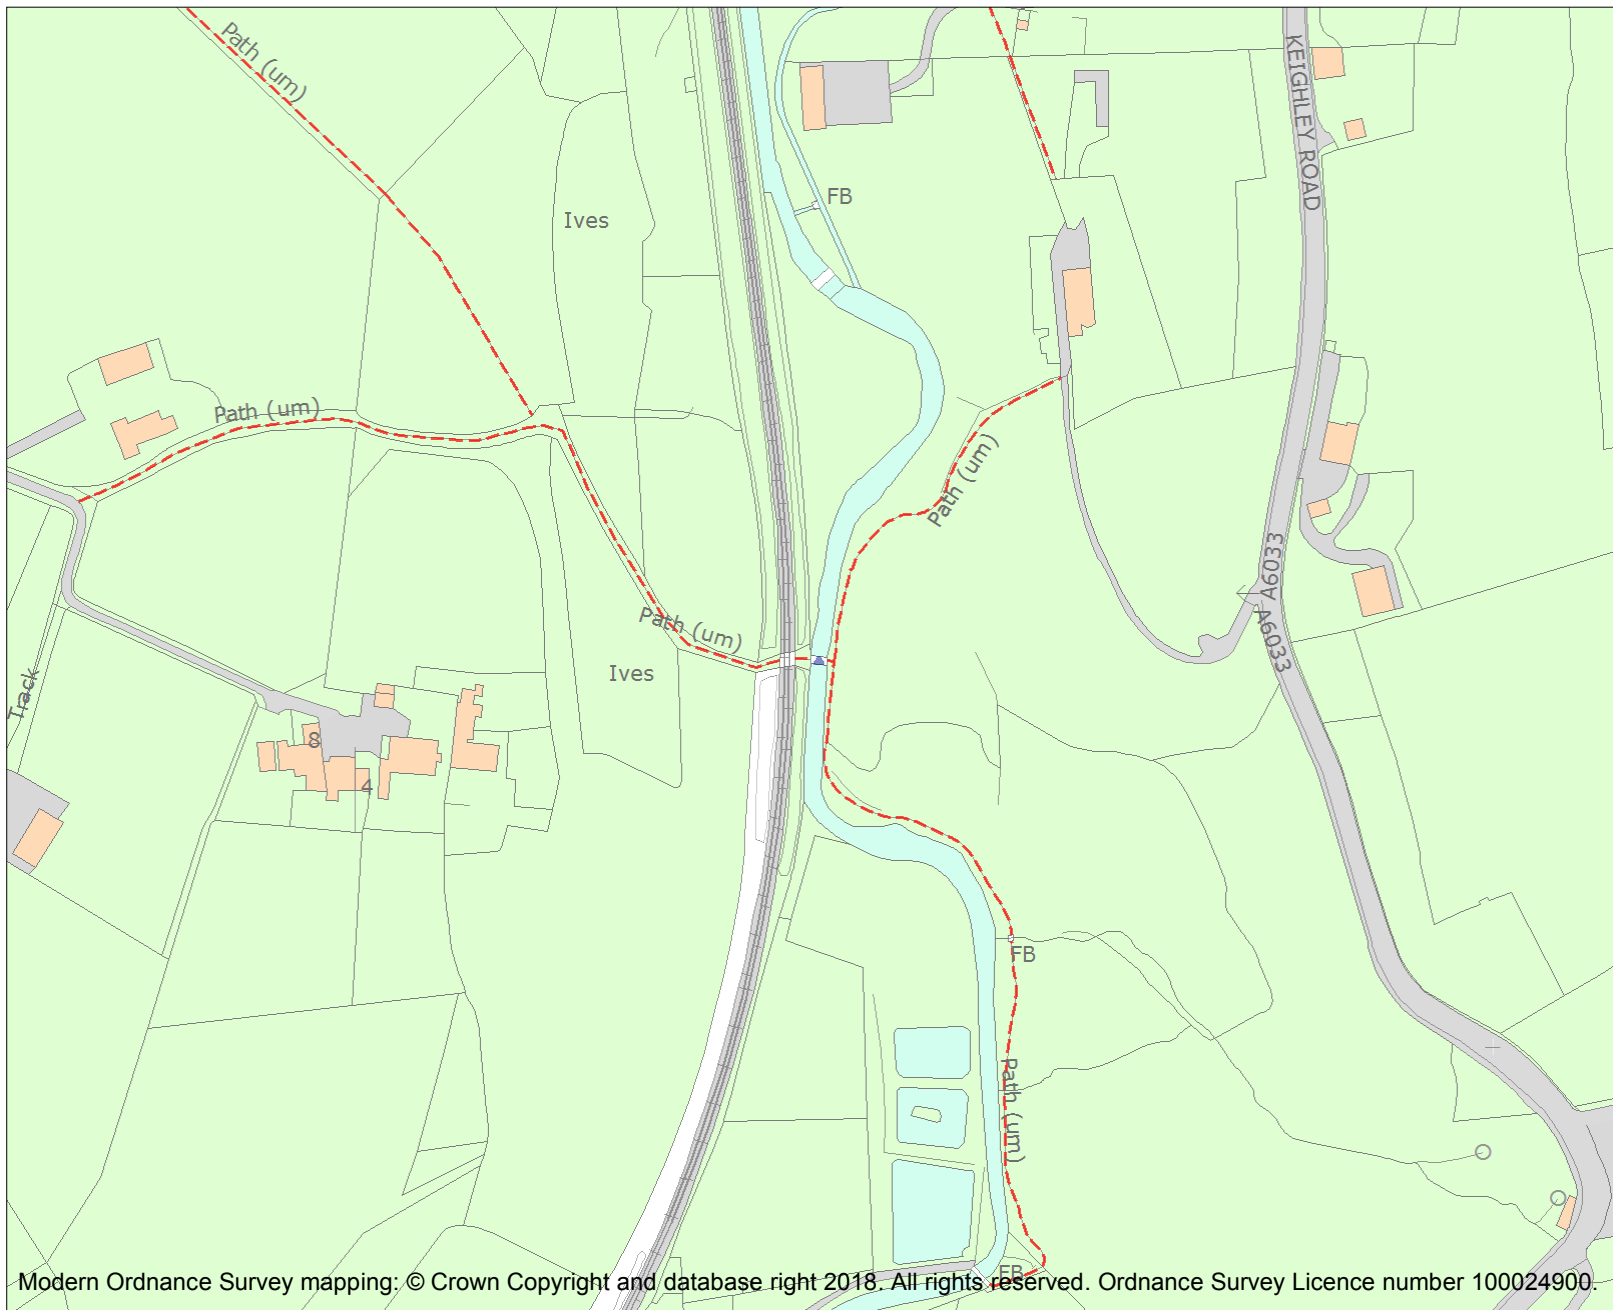 Path (um)
KEIGHLEY ROAD
FB
Ives
Path (um)
Path (um)
A6033
A6033
Path (um)
Ives
Track
8
4
FB
Path (um)
FB
Modern Ordnance Survey mapping: © Crown Copyright and database right 2018. All rights reserved. Ordnance Survey Licence number 100024900.